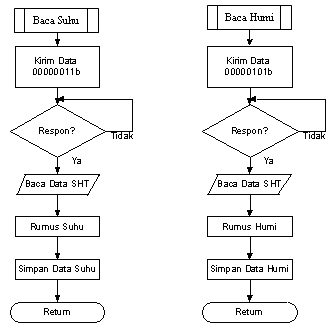 Baca Suhu
Kirim Data
00000011b
Respon?
Tidak
Ya
Baca Data SHT
Rumus Suhu
Simpan Data Suhu
Return
Baca Humi
Kirim Data
00000101b
Respon?
Tidak
Ya
Baca Data SHT
Rumus Humi
Simpan Data Humi
Return